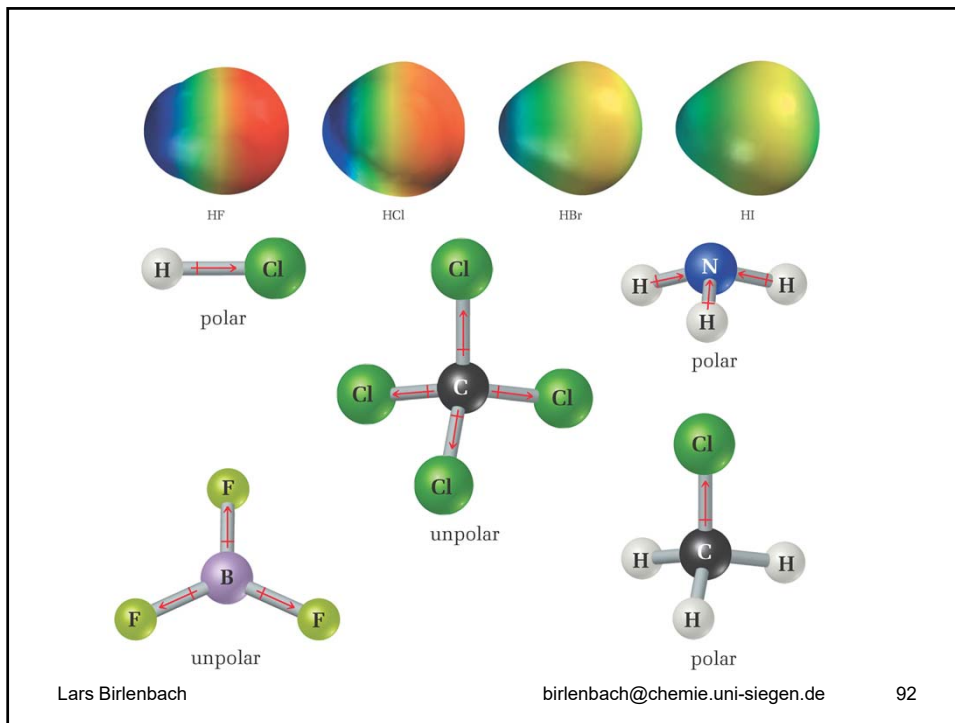 HF HCl HBr HI
H Cl
polar
Cl
Cl C Cl
Cl
unpolar
N
H H
H
polar
F
B
F F
unpolar
Cl
C
H H
H
polar
Lars Birlenbach birlenbach@chemie.uni-siegen.de 92